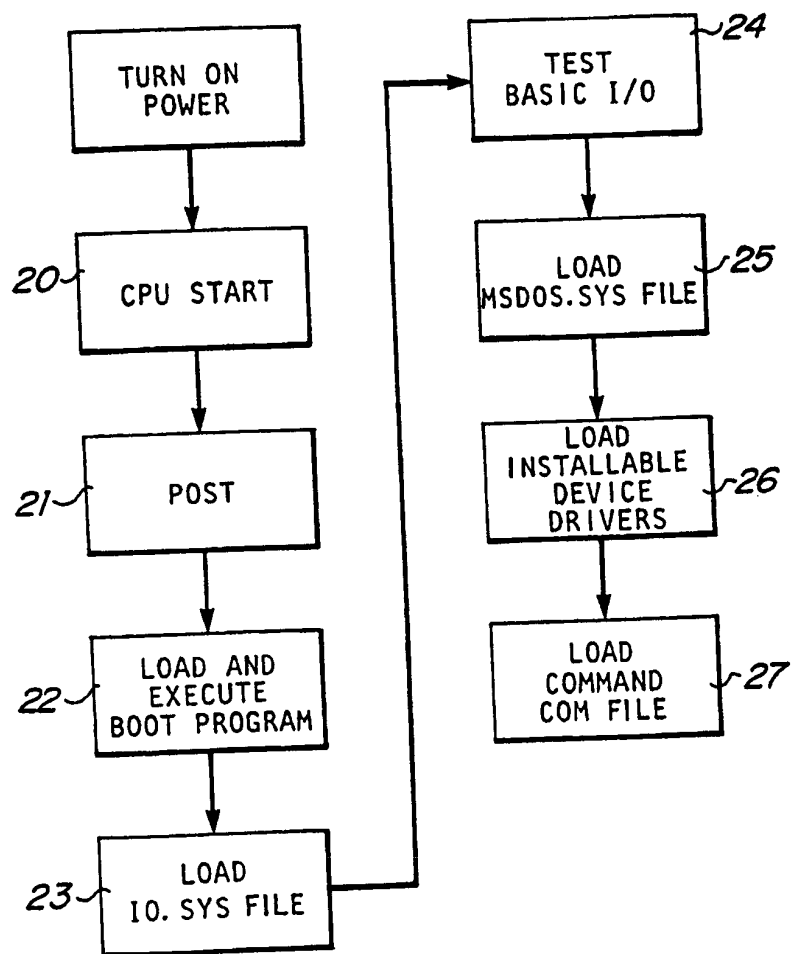 TURN ON
POWER
20
CPU START
21
POST
22
LOAD AND
EXECUTE
BOOT PROGRAM
23
LOAD
IO. SYS FILE
24
TEST
BASIC I/O
25
LOAD
MSDOS.SYS FILE
26
LOAD
INSTALLABLE
DEVICE
DRIVERS
27
LOAD
COMMAND
COM FILE